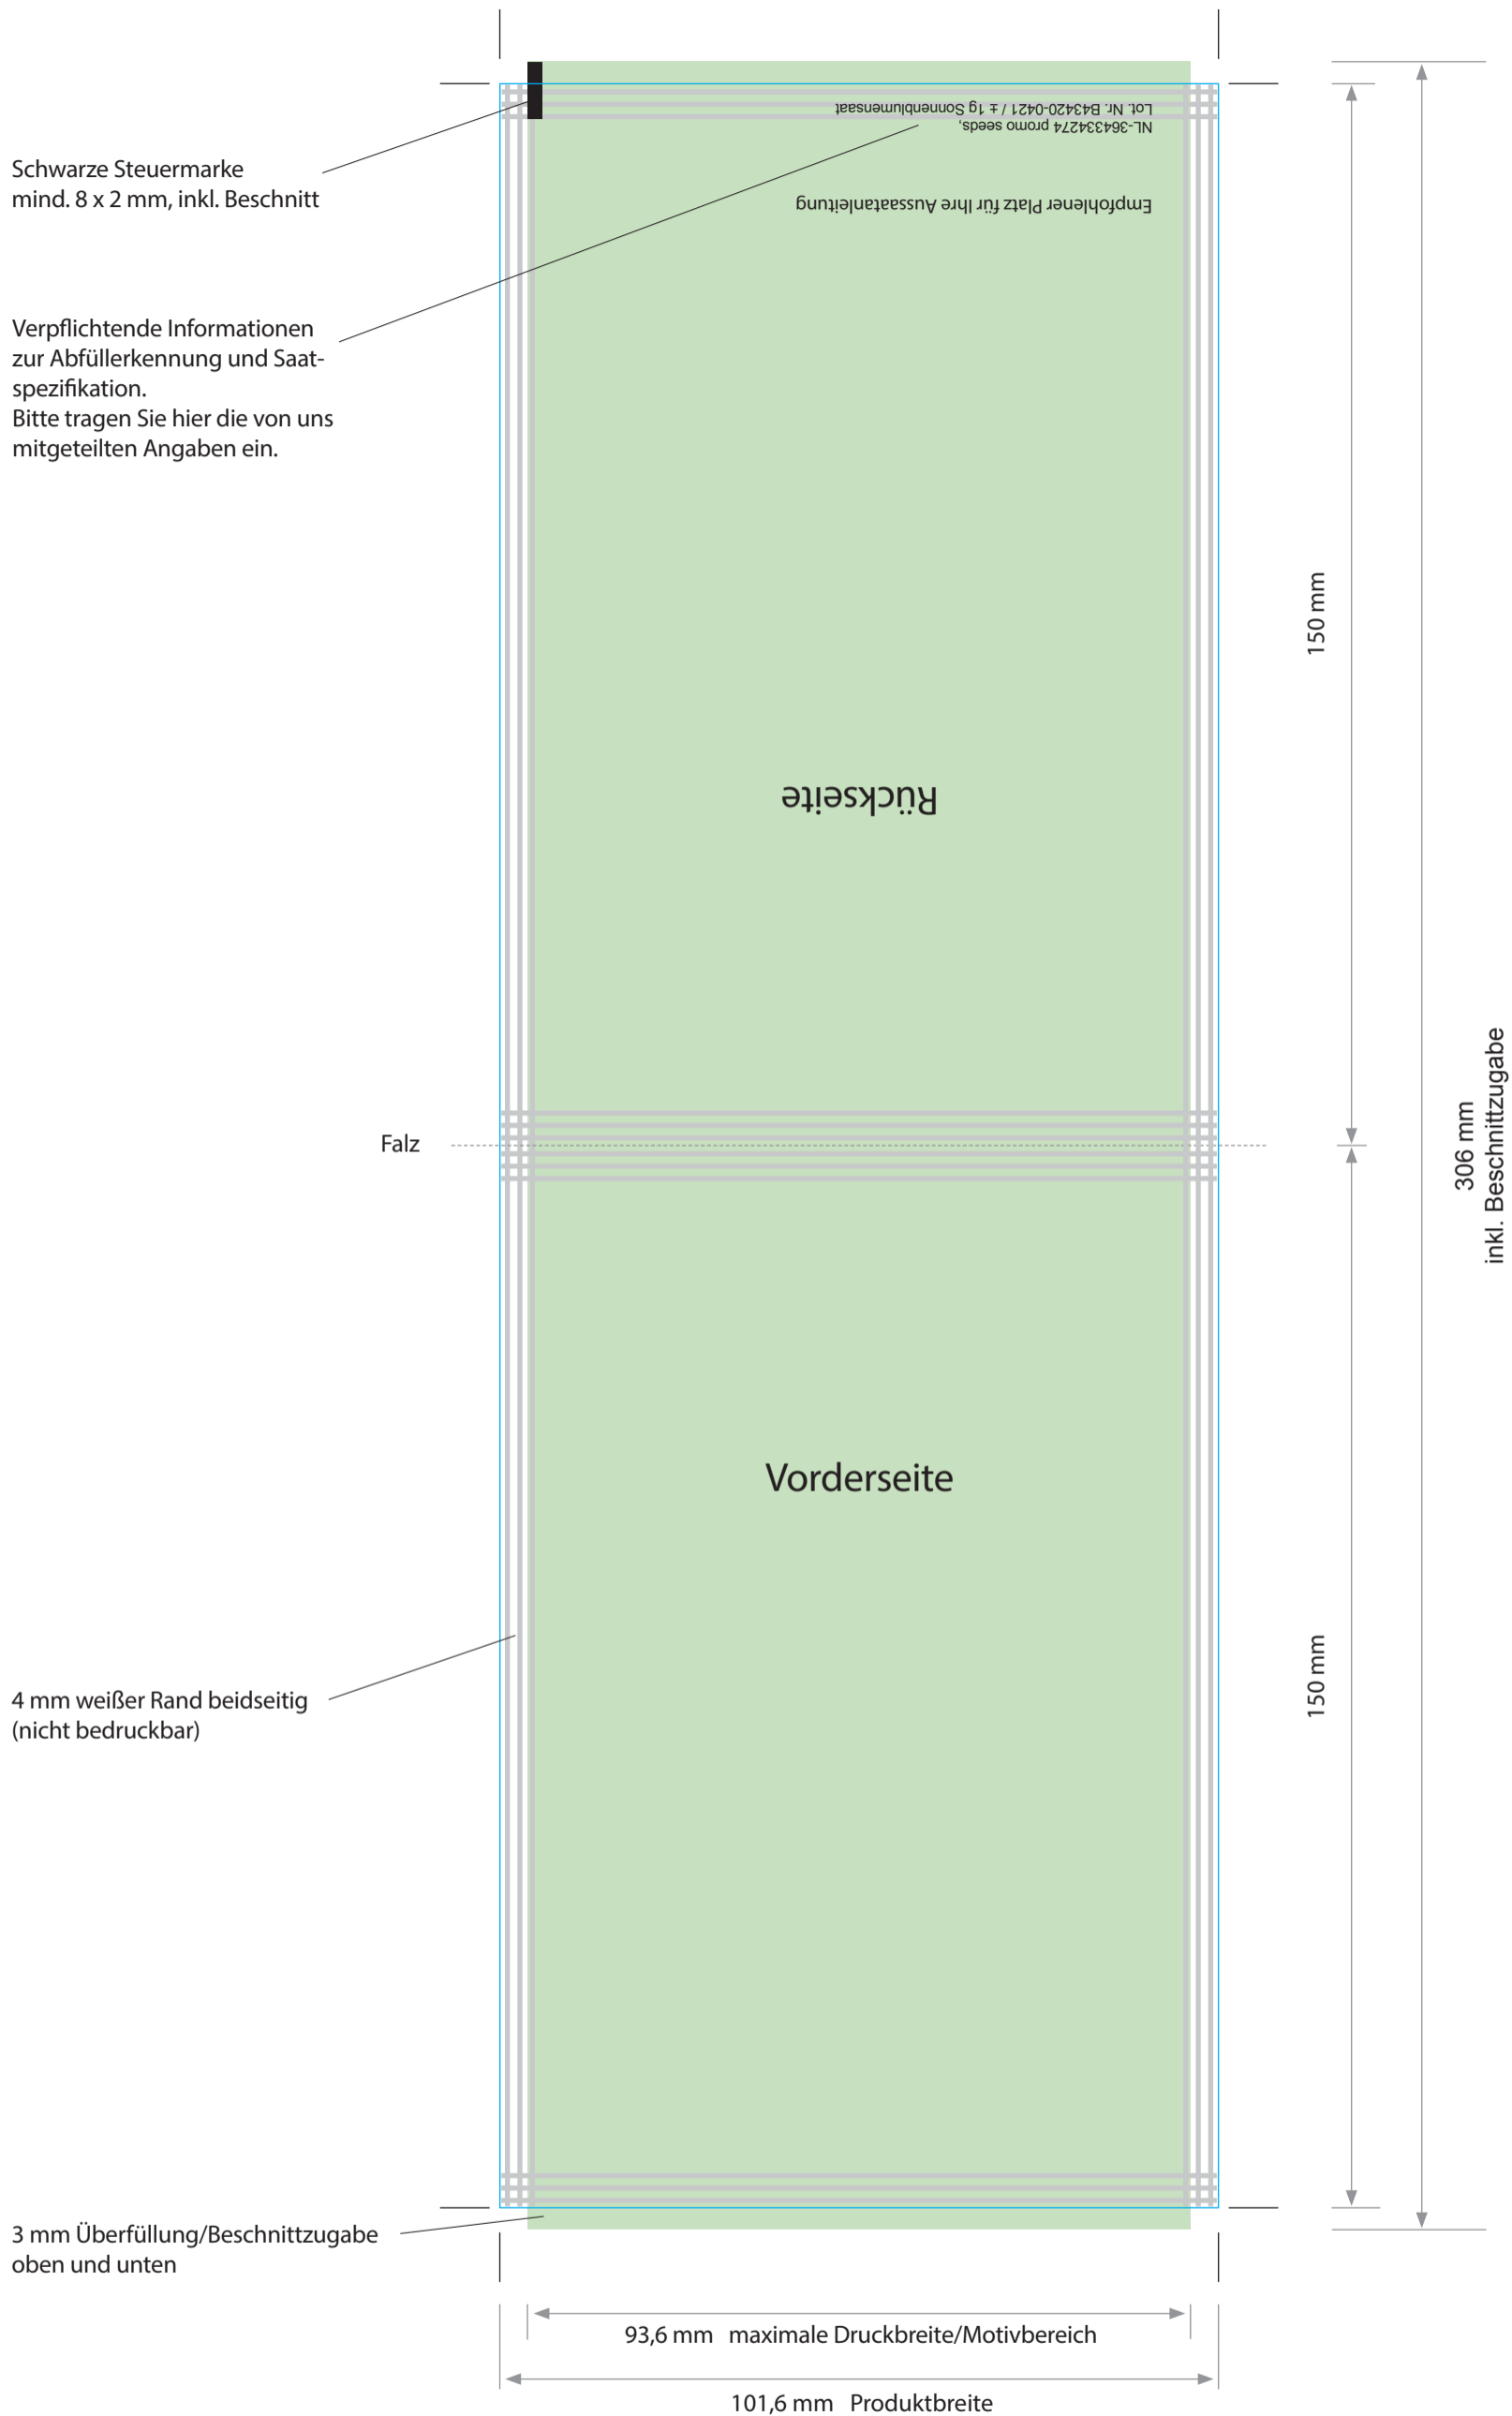 Schwarze Steuermarke
mind. 8 x 2 mm, inkl. Beschnitt
NL-364334274 promo seeds,
Lot. Nr. B43420-0421 / ± 1g Sonnenblumensaat
Empfohlener Platz für Ihre Aussaatanleitung
Verpflichtende Informationen
zur Abfüllerkennung und Saat-
spezifikation.
Bitte tragen Sie hier die von uns
mitgeteilten Angaben ein.
150 mm
Rückseite
Falz
306 mm
inkl. Beschnittzugabe
Vorderseite
150 mm
4 mm weißer Rand beidseitig
(nicht bedruckbar)
3 mm Überfüllung/Beschnittzugabe
oben und unten
93,6 mm maximale Druckbreite/Motivbereich
101,6 mm Produktbreite